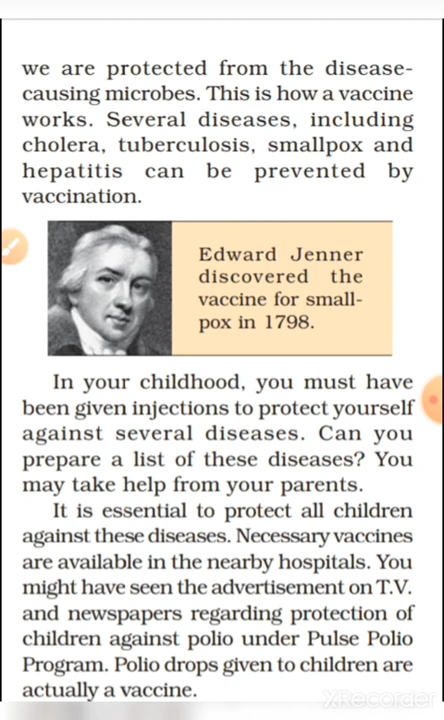 we are protected from the disease-
causing microbes. This is how a vaccine
works. Several diseases, including
cholera, tuberculosis, smallpox and
hepatitis can be prevented by
vaccination.
Edward Jenner
discovered the
vaccine for small-
pox in 1798.
In your childhood, you must have
been given injections to protect yourself
against several diseases. Can you
prepare a list of these diseases? You
may take help from your parents.
It is essential to protect all children
against these diseases. Necessary vaccines
are available in the nearby hospitals. You
might have seen the advertisement on T.V.
and newspapers regarding protection of
children against polio under Pulse Polio
Program. Polio drops given to children are
actually a vaccine.
XRecorder